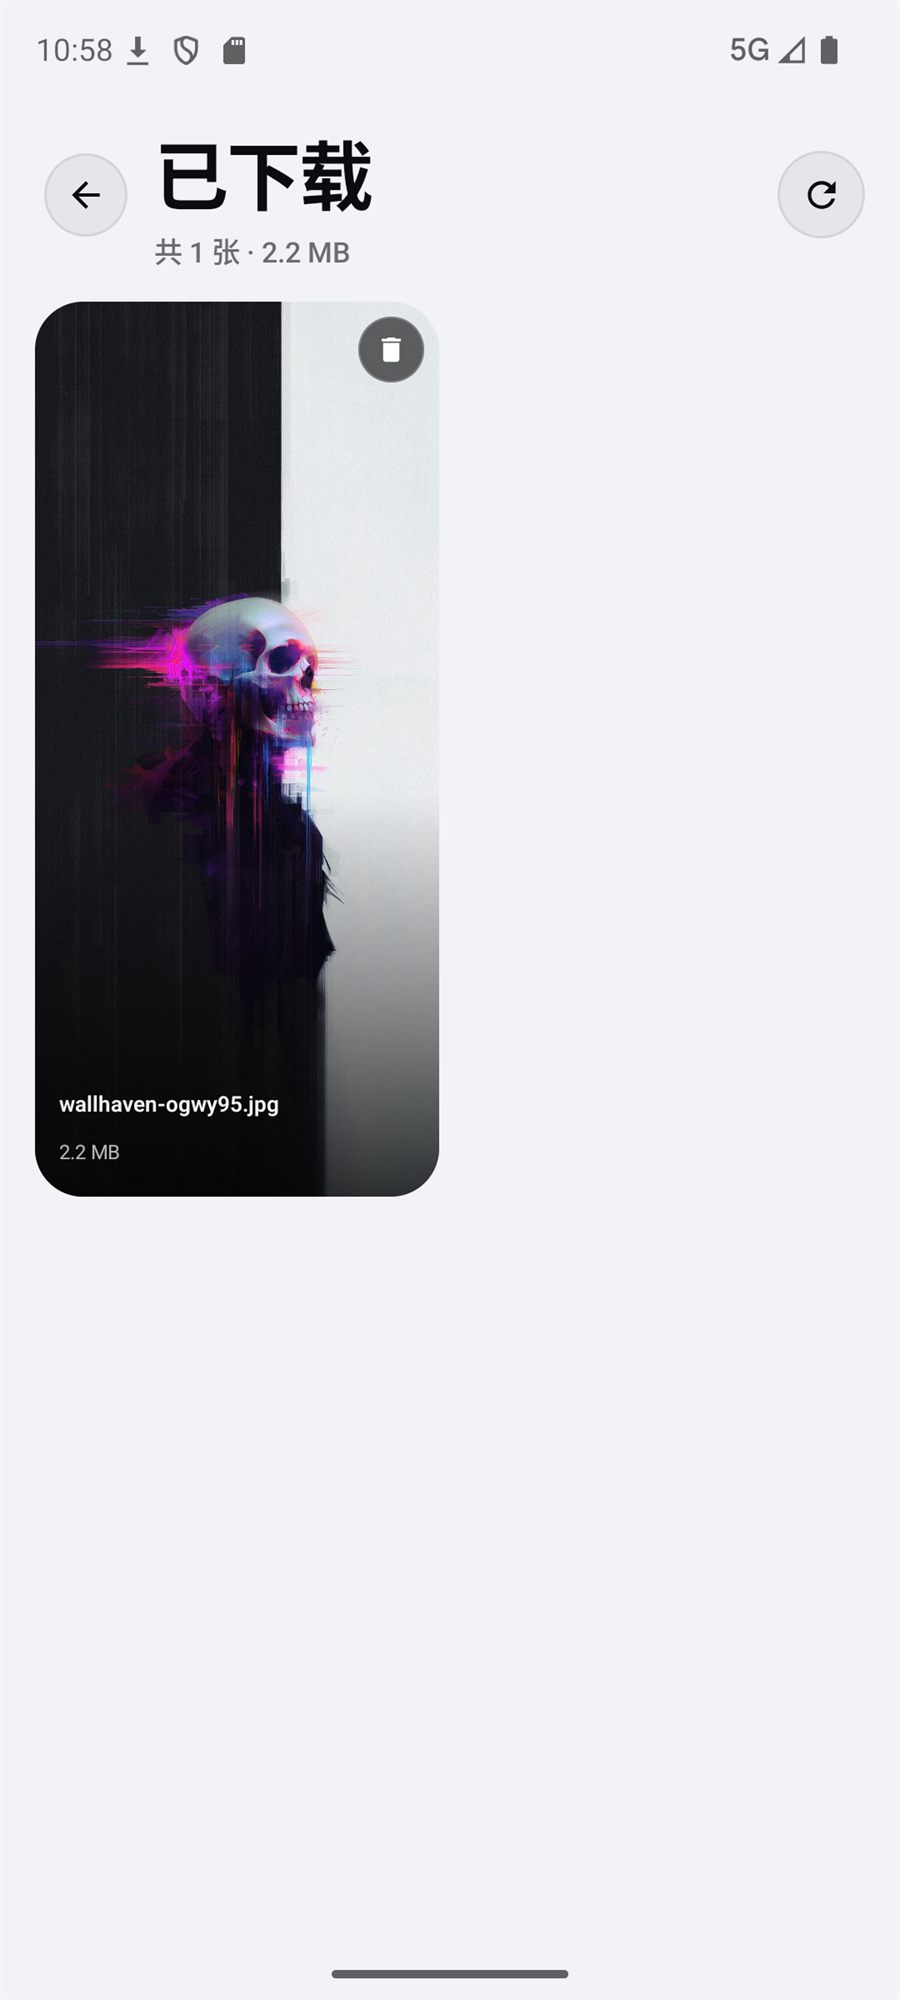 10:58
5G
已下载
共 1 张 · 2.2 MB
wallhaven-ogwy95.jpg
2.2 MB